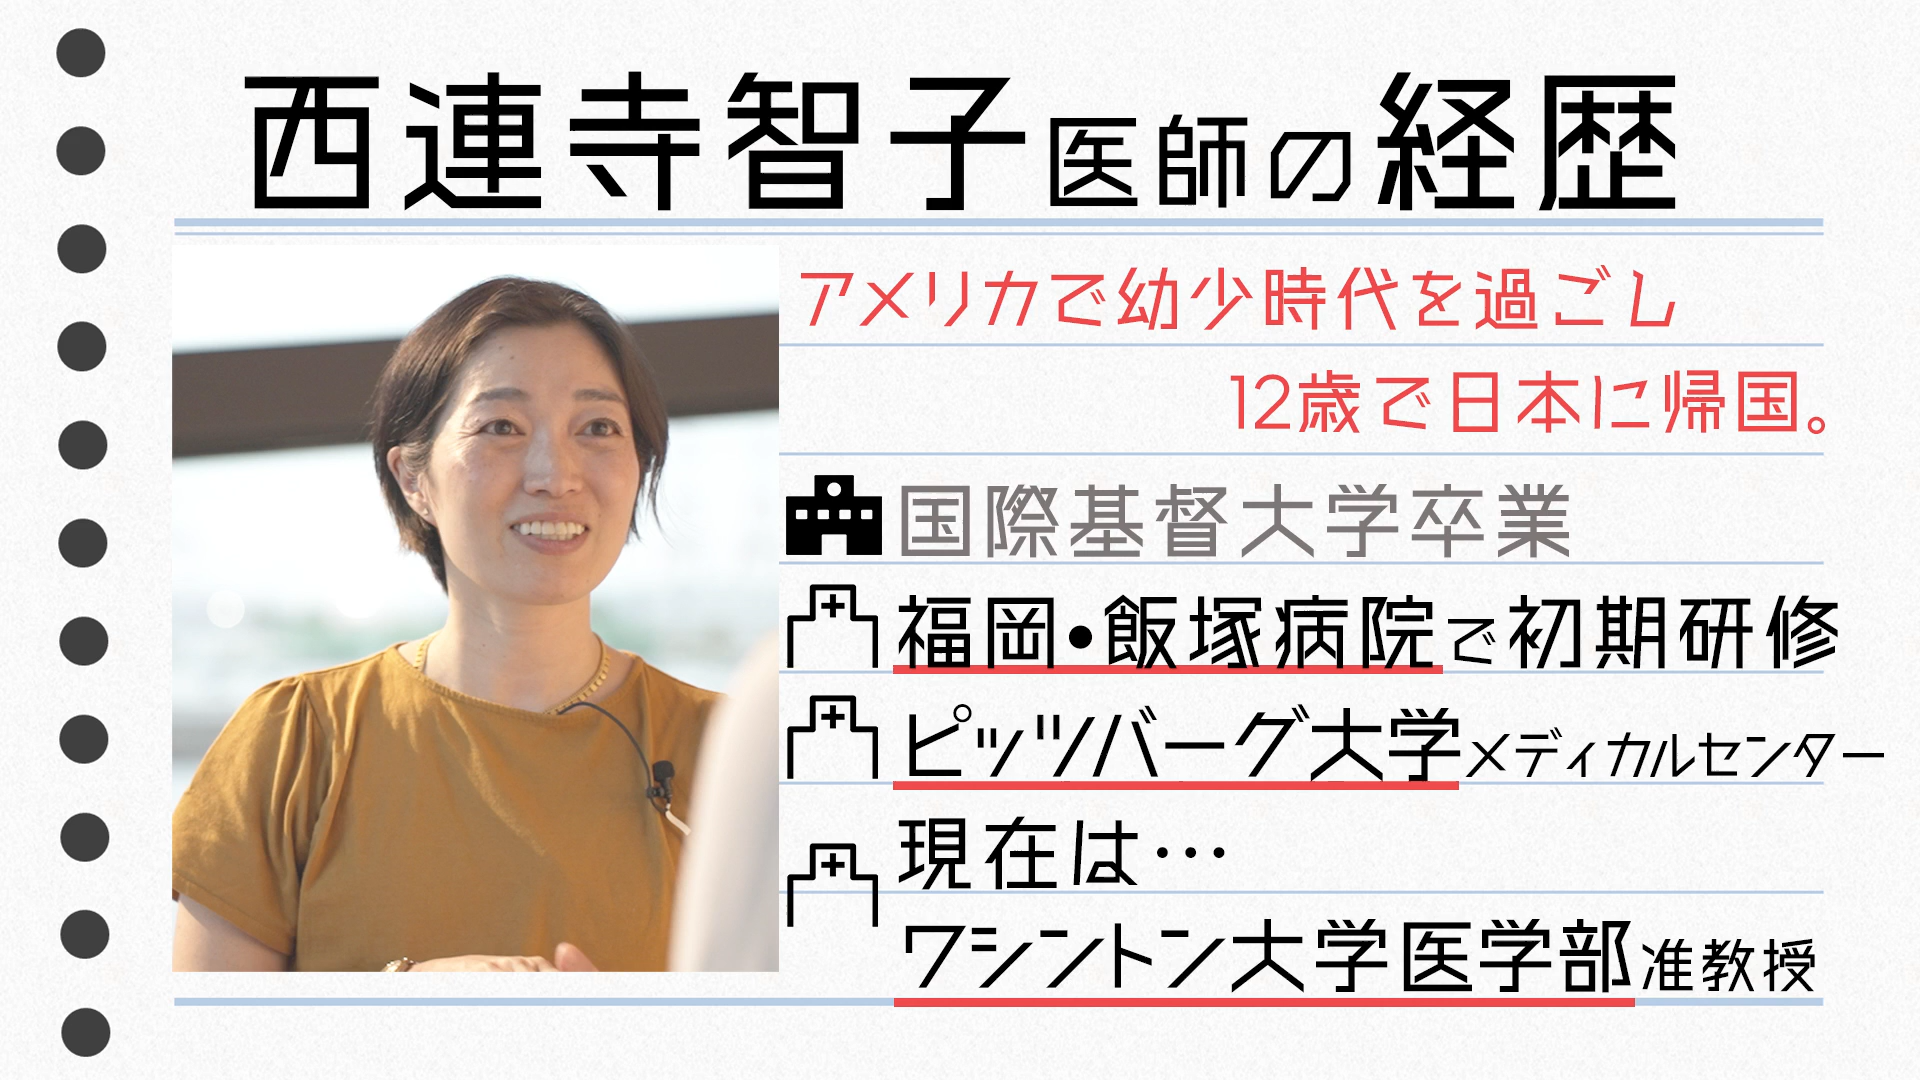 西連寺智子医師の経歴
アメリカで幼少時代を過ごし
12歳で日本に帰国。
国際基督大学卒業
福岡・飯塚病院で初期研修
ピッツバーグ大学メディカルセンター
現在は…
ワシントン大学医学部准教授